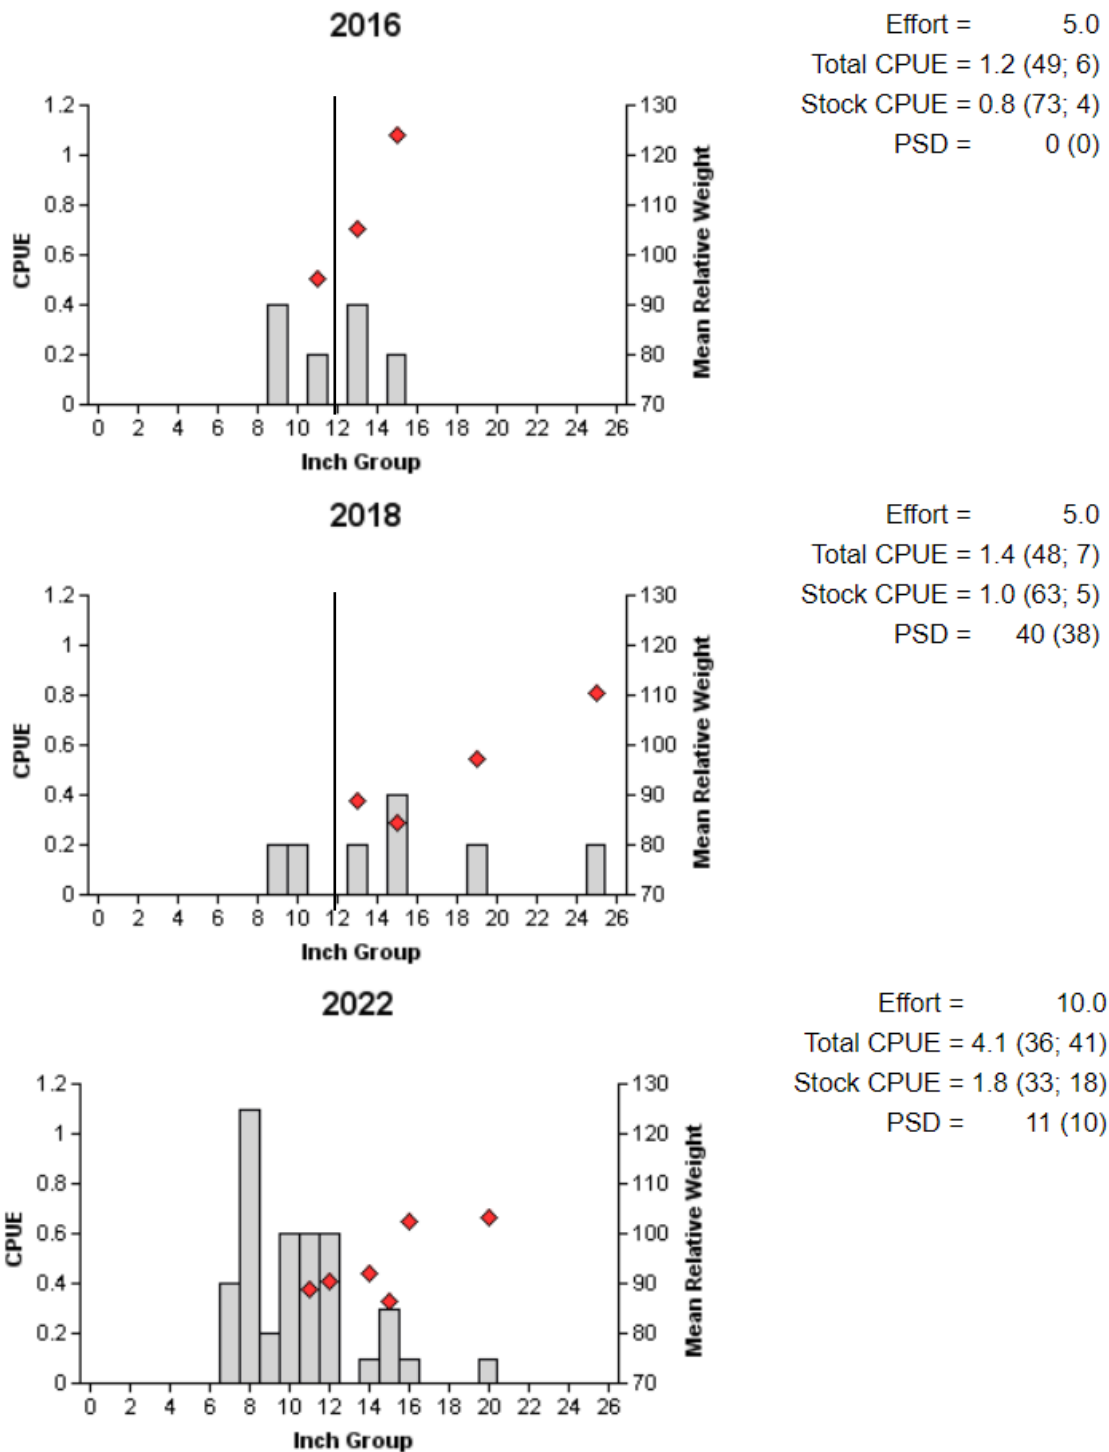 2016
Effort = 5.0
Total CPUE = 1.2 (49; 6)
Stock CPUE = 0.8 (73; 4)
PSD = 0 (0)
1.2
1
0.8
0.6
0.4
0.2
0
CPUE
130
120
110
100
90
80
70
Mean Relative Weight
0 2 4 6 8 10 12 14 16 18 20 22 24 26
Inch Group
2018
Effort = 5.0
Total CPUE = 1.4 (48; 7)
Stock CPUE = 1.0 (63; 5)
PSD = 40 (38)
1.2
1
0.8
0.6
0.4
0.2
0
CPUE
130
120
110
100
90
80
70
Mean Relative Weight
0 2 4 6 8 10 12 14 16 18 20 22 24 26
Inch Group
2022
Effort = 10.0
Total CPUE = 4.1 (36; 41)
Stock CPUE = 1.8 (33; 18)
PSD = 11 (10)
1.2
1
0.8
0.6
0.4
0.2
0
CPUE
130
120
110
100
90
80
70
Mean Relative Weight
0 2 4 6 8 10 12 14 16 18 20 22 24 26
Inch Group